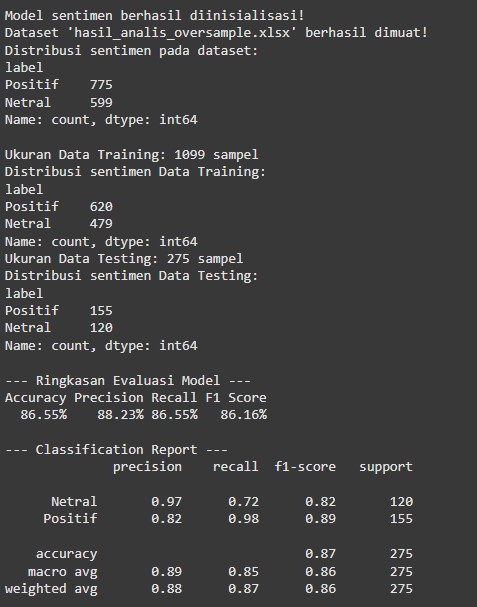 Model sentimen berhasil diinisialisasi!
Dataset 'hasil_analis_oversample.xlsx' berhasil dimuat!
Distribusi sentimen pada dataset:
label
Positif    775
Netral     599
Name: count, dtype: int64

Ukuran Data Training: 1099 sampel
Distribusi sentimen Data Training:
label
Positif    620
Netral     479
Name: count, dtype: int64
Ukuran Data Testing: 275 sampel
Distribusi sentimen Data Testing:
label
Positif    155
Netral     120
Name: count, dtype: int64

--- Ringkasan Evaluasi Model ---
Accuracy Precision Recall F1 Score
  86.55%    88.23% 86.55%   86.16%

--- Classification Report ---
              precision    recall  f1-score   support

      Netral       0.97      0.72      0.82       120
     Positif       0.82      0.98      0.89       155

    accuracy                           0.87       275
   macro avg       0.89      0.85      0.86       275
weighted avg       0.88      0.87      0.86       275